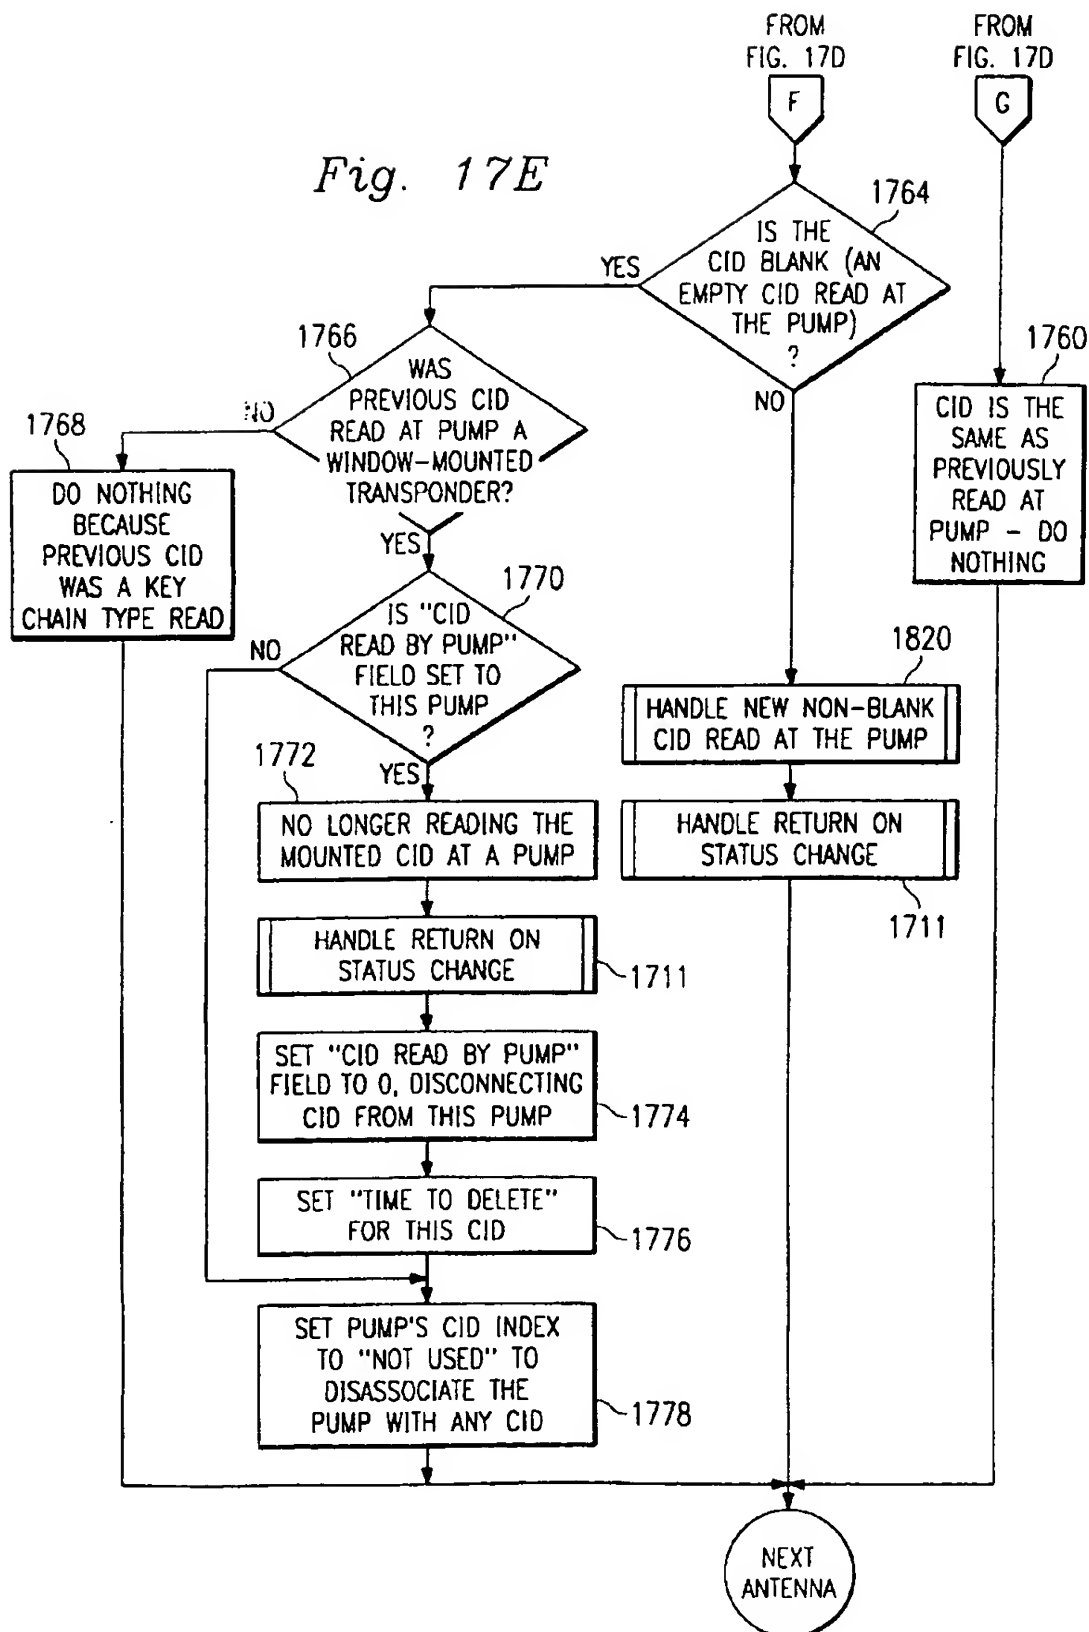 FROM
FIG. 17D
F
FROM
FIG. 17D
G
Fig. 17E
1764
IS THE
CID BLANK (AN
EMPTY CID READ AT
THE PUMP)
?
YES
NO
1766
WAS
PREVIOUS CID
READ AT PUMP A
WINDOW-MOUNTED
TRANSPONDER?
NO
YES
1768
DO NOTHING
BECAUSE
PREVIOUS CID
WAS A KEY
CHAIN TYPE READ
1760
CID IS THE
SAME AS
PREVIOUSLY
READ AT
PUMP - DO
NOTHING
1770
IS "CID
READ BY PUMP"
FIELD SET TO
THIS PUMP
?
NO
YES
1820
HANDLE NEW NON-BLANK
CID READ AT THE PUMP
HANDLE RETURN ON
STATUS CHANGE
1711
1772
NO LONGER READING THE
MOUNTED CID AT A PUMP
HANDLE RETURN ON
STATUS CHANGE
1711
SET "CID READ BY PUMP"
FIELD TO 0, DISCONNECTING
CID FROM THIS PUMP
1774
SET "TIME TO DELETE"
FOR THIS CID
1776
SET PUMP'S CID INDEX
TO "NOT USED" TO
DISASSOCIATE THE
PUMP WITH ANY CID
1778
NEXT
ANTENNA